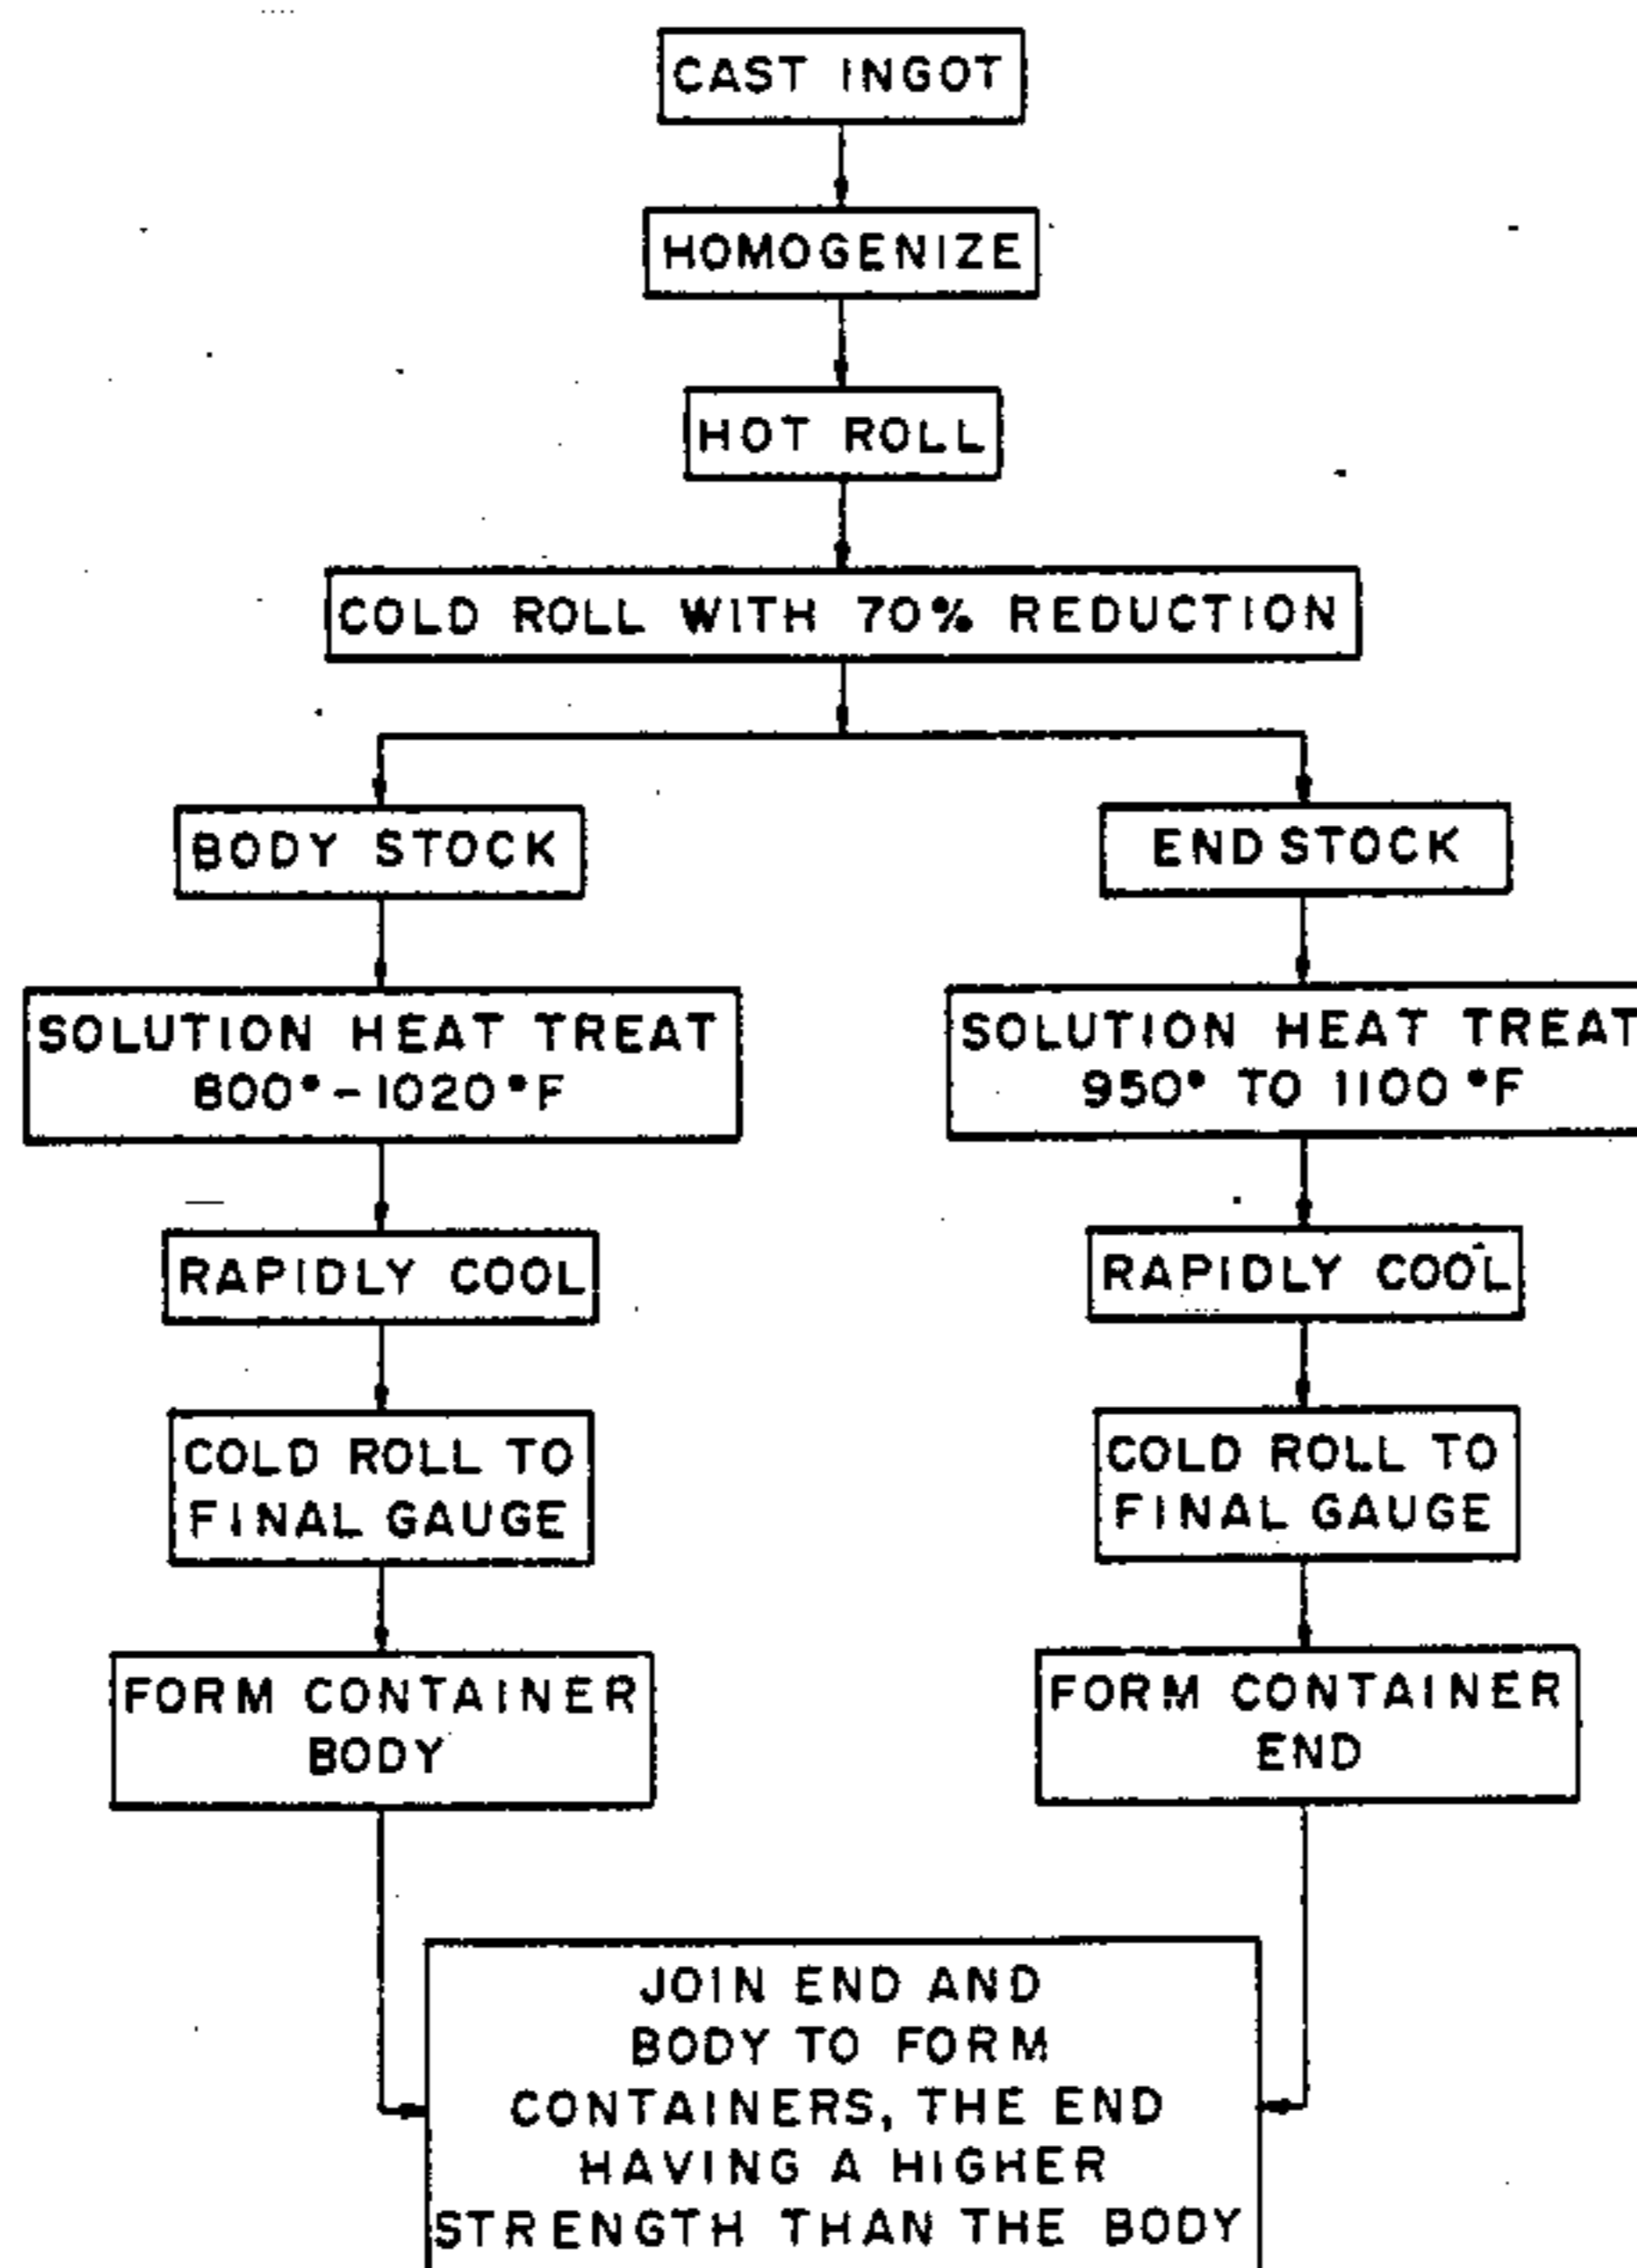 CAST INGOT
HOMOGENIZE
HOT ROLL
COLD ROLL WITH 70% REDUCTION
BODY STOCK
END STOCK
SOLUTION HEAT TREAT
800°-1020°F
SOLUTION HEAT TREAT
950° TO 1100°F
RAPIDLY COOL
RAPIDLY COOL
COLD ROLL TO
FINAL GAUGE
COLD ROLL TO
FINAL GAUGE
FORM CONTAINER
BODY
FORM CONTAINER
END
JOIN END AND
BODY TO FORM
CONTAINERS, THE END
HAVING A HIGHER
STRENGTH THAN THE BODY